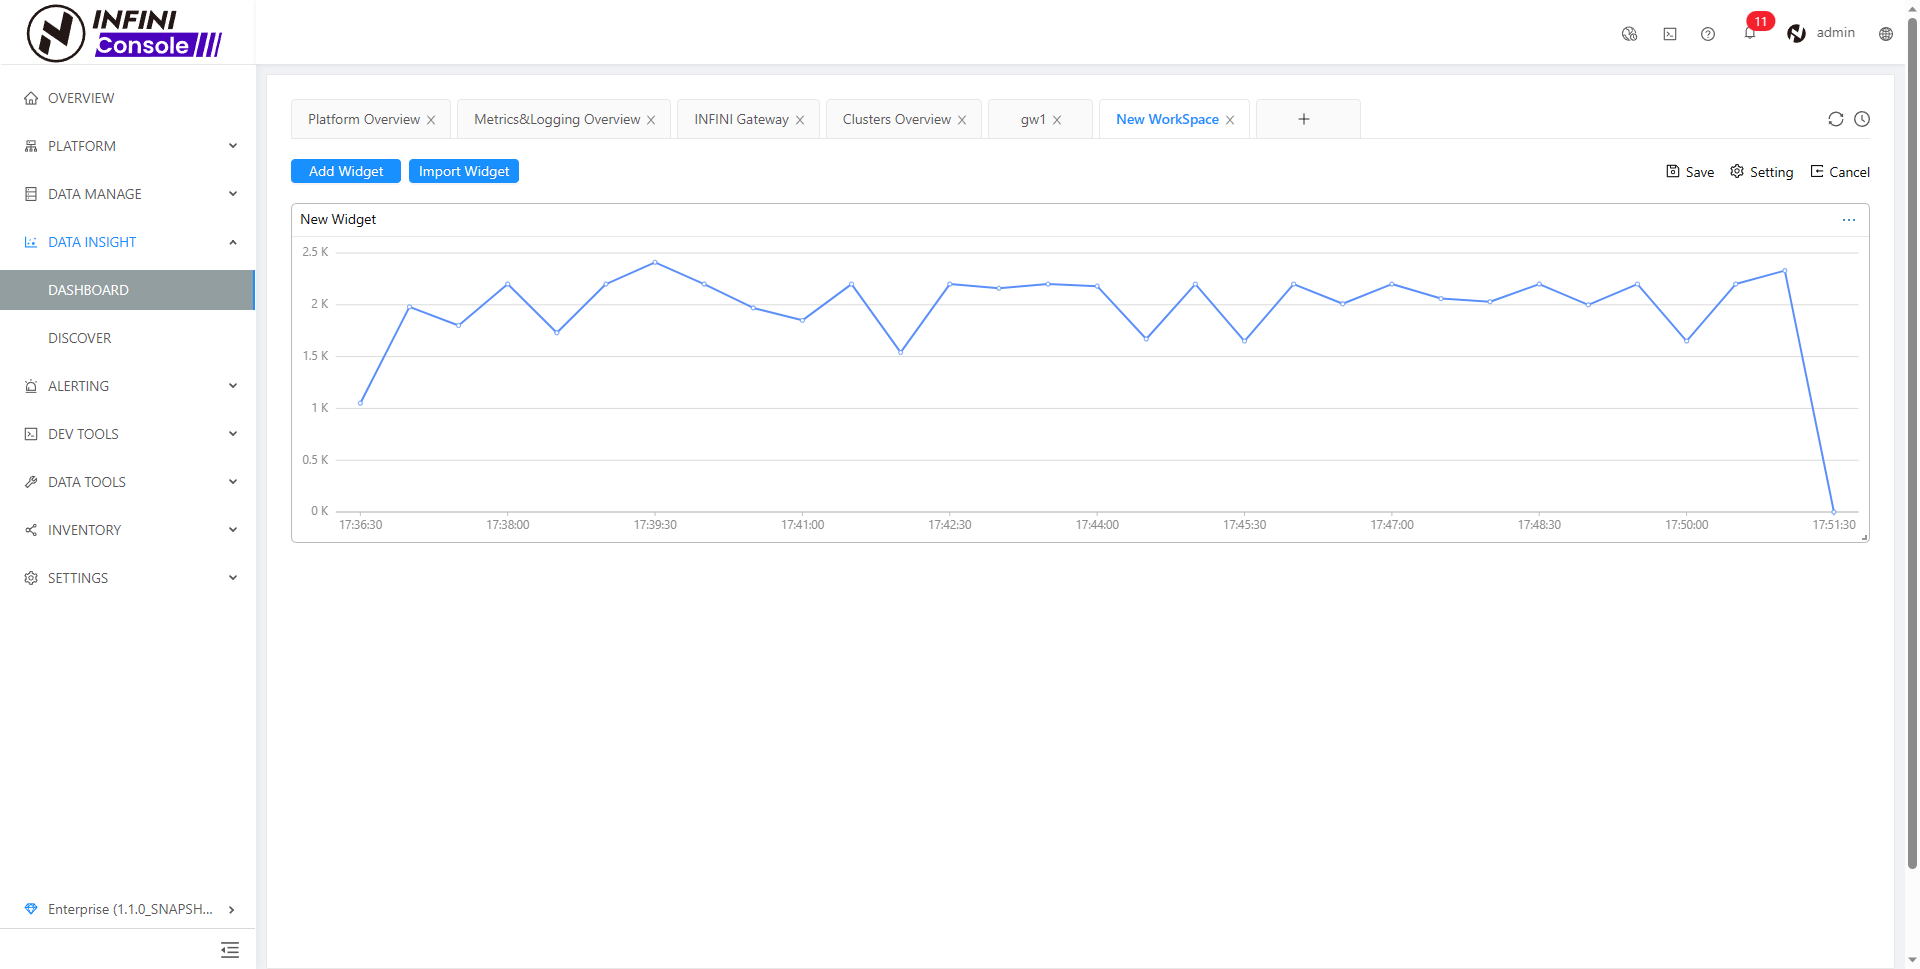 INFINI
Console
11
admin
OVERVIEW
PLATFORM
DATA MANAGE
DATA INSIGHT
DASHBOARD
DISCOVER
ALERTING
DEV TOOLS
DATA TOOLS
INVENTORY
SETTINGS
Enterprise (1.1.0_SNAPSH...
Platform Overview
Metrics&Logging Overview
INFINI Gateway
Clusters Overview
gw1
New WorkSpace
Add Widget
Import Widget
Save
Setting
Cancel
New Widget
2.5 K
2 K
1.5 K
1 K
0.5 K
0 K
17:36:30 17:38:00 17:39:30 17:41:00 17:42:30 17:44:00 17:45:30 17:47:00 17:48:30 17:50:00 17:51:30